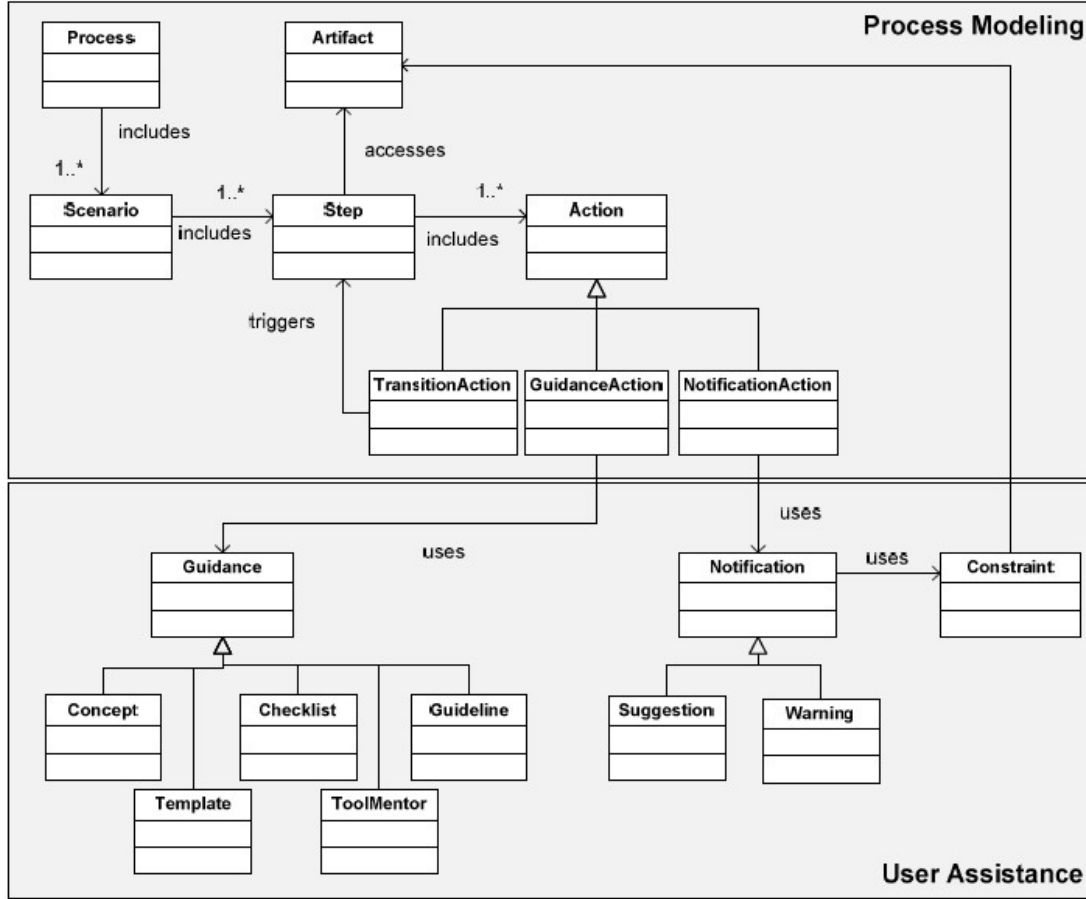 Process Modeling
Process
Artifact
includes
accesses
1..*
1..*
1..*
Scenario
Step
Action
includes
includes
triggers
TransitionAction
GuidanceAction
NotificationAction
uses
uses
Guidance
Notification
uses
Constraint
Concept
Checklist
Guideline
Suggestion
Warning
Template
ToolMentor
User Assistance